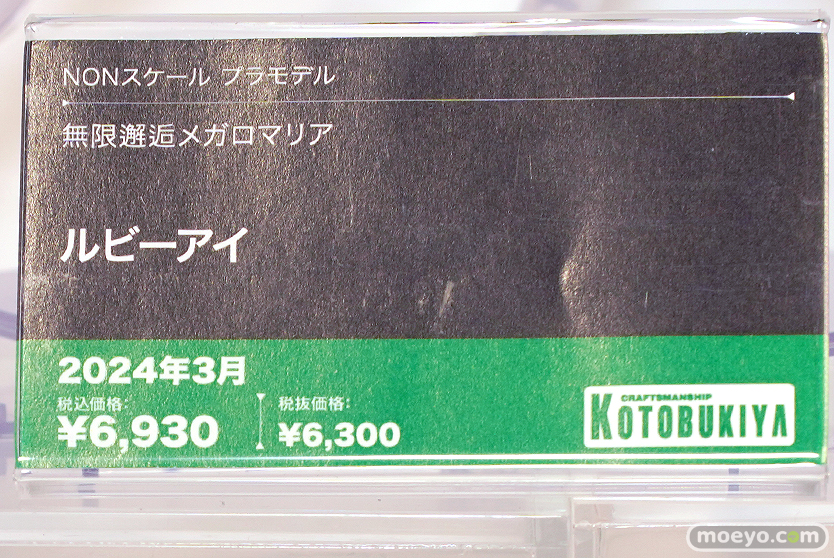 NONスケール プラモデル
無限邂逅メガロマリア
ルビーアイ
2024年3月
税込価格:
¥6,930
税抜価格:
¥6,300
CRAFTSMANSHIP
KOTOBUKIYA
moeyo.com